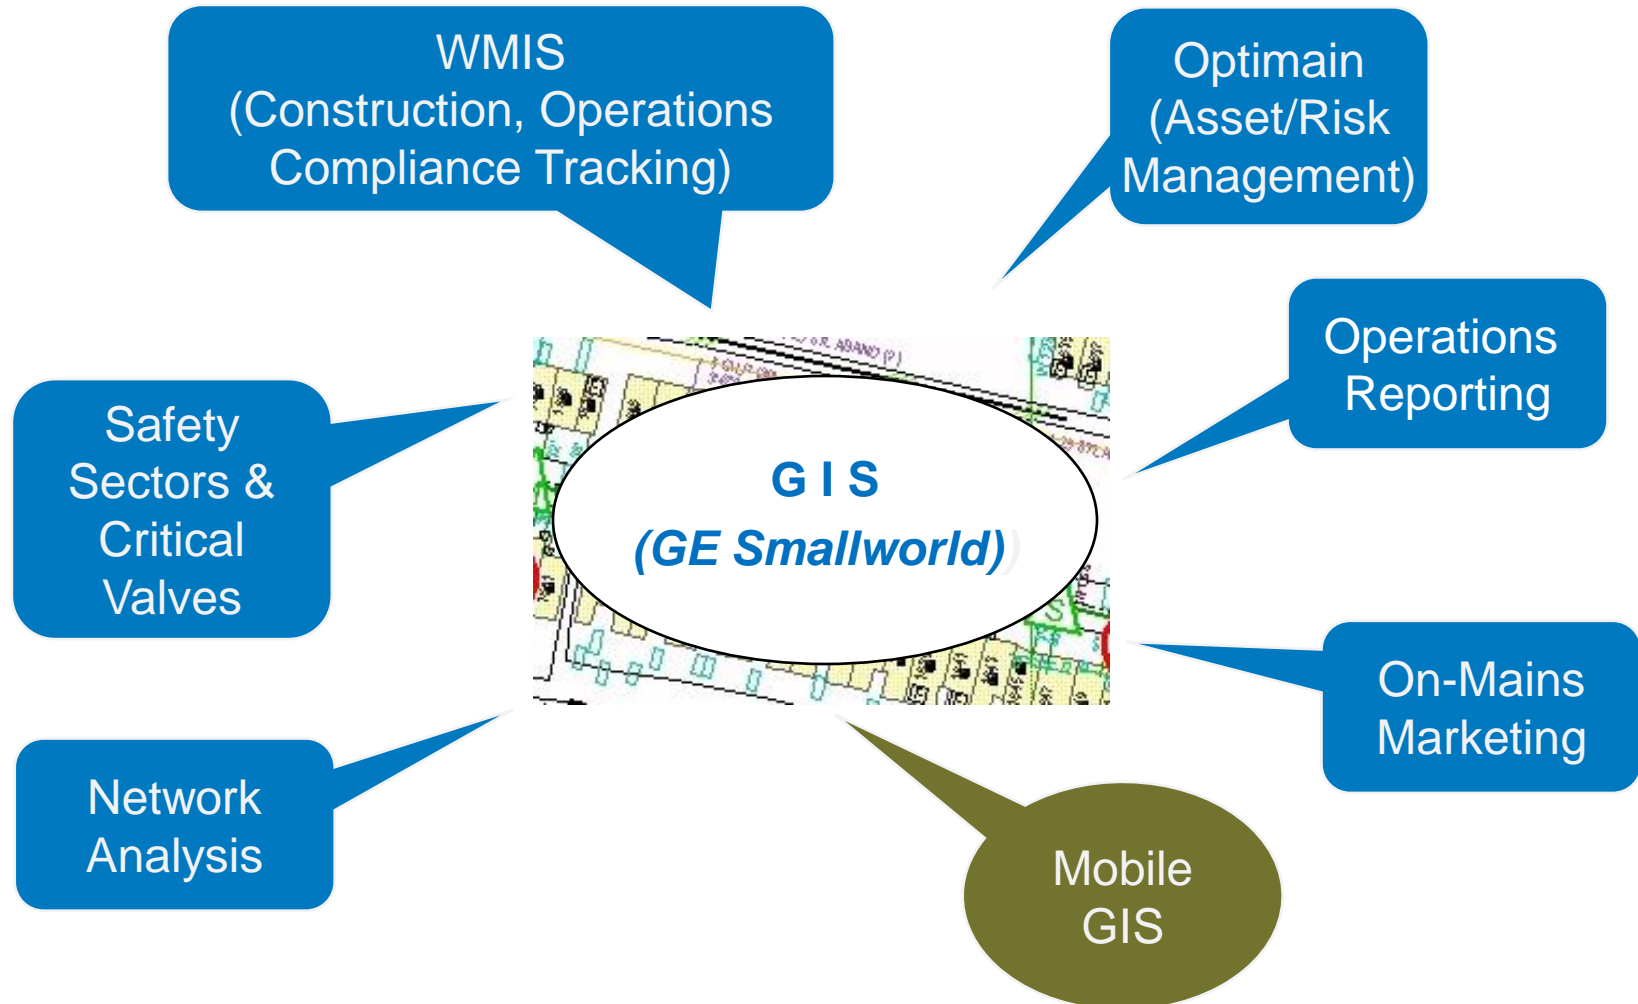 WMIS
(Construction, Operations
Compliance Tracking)
Optimain
(Asset/Risk
Management)
Operations
Reporting
Safety
Sectors &
Critical
Valves
G I S
(GE Smallworld))
On-Mains
Marketing
Network
Analysis
Mobile
GIS